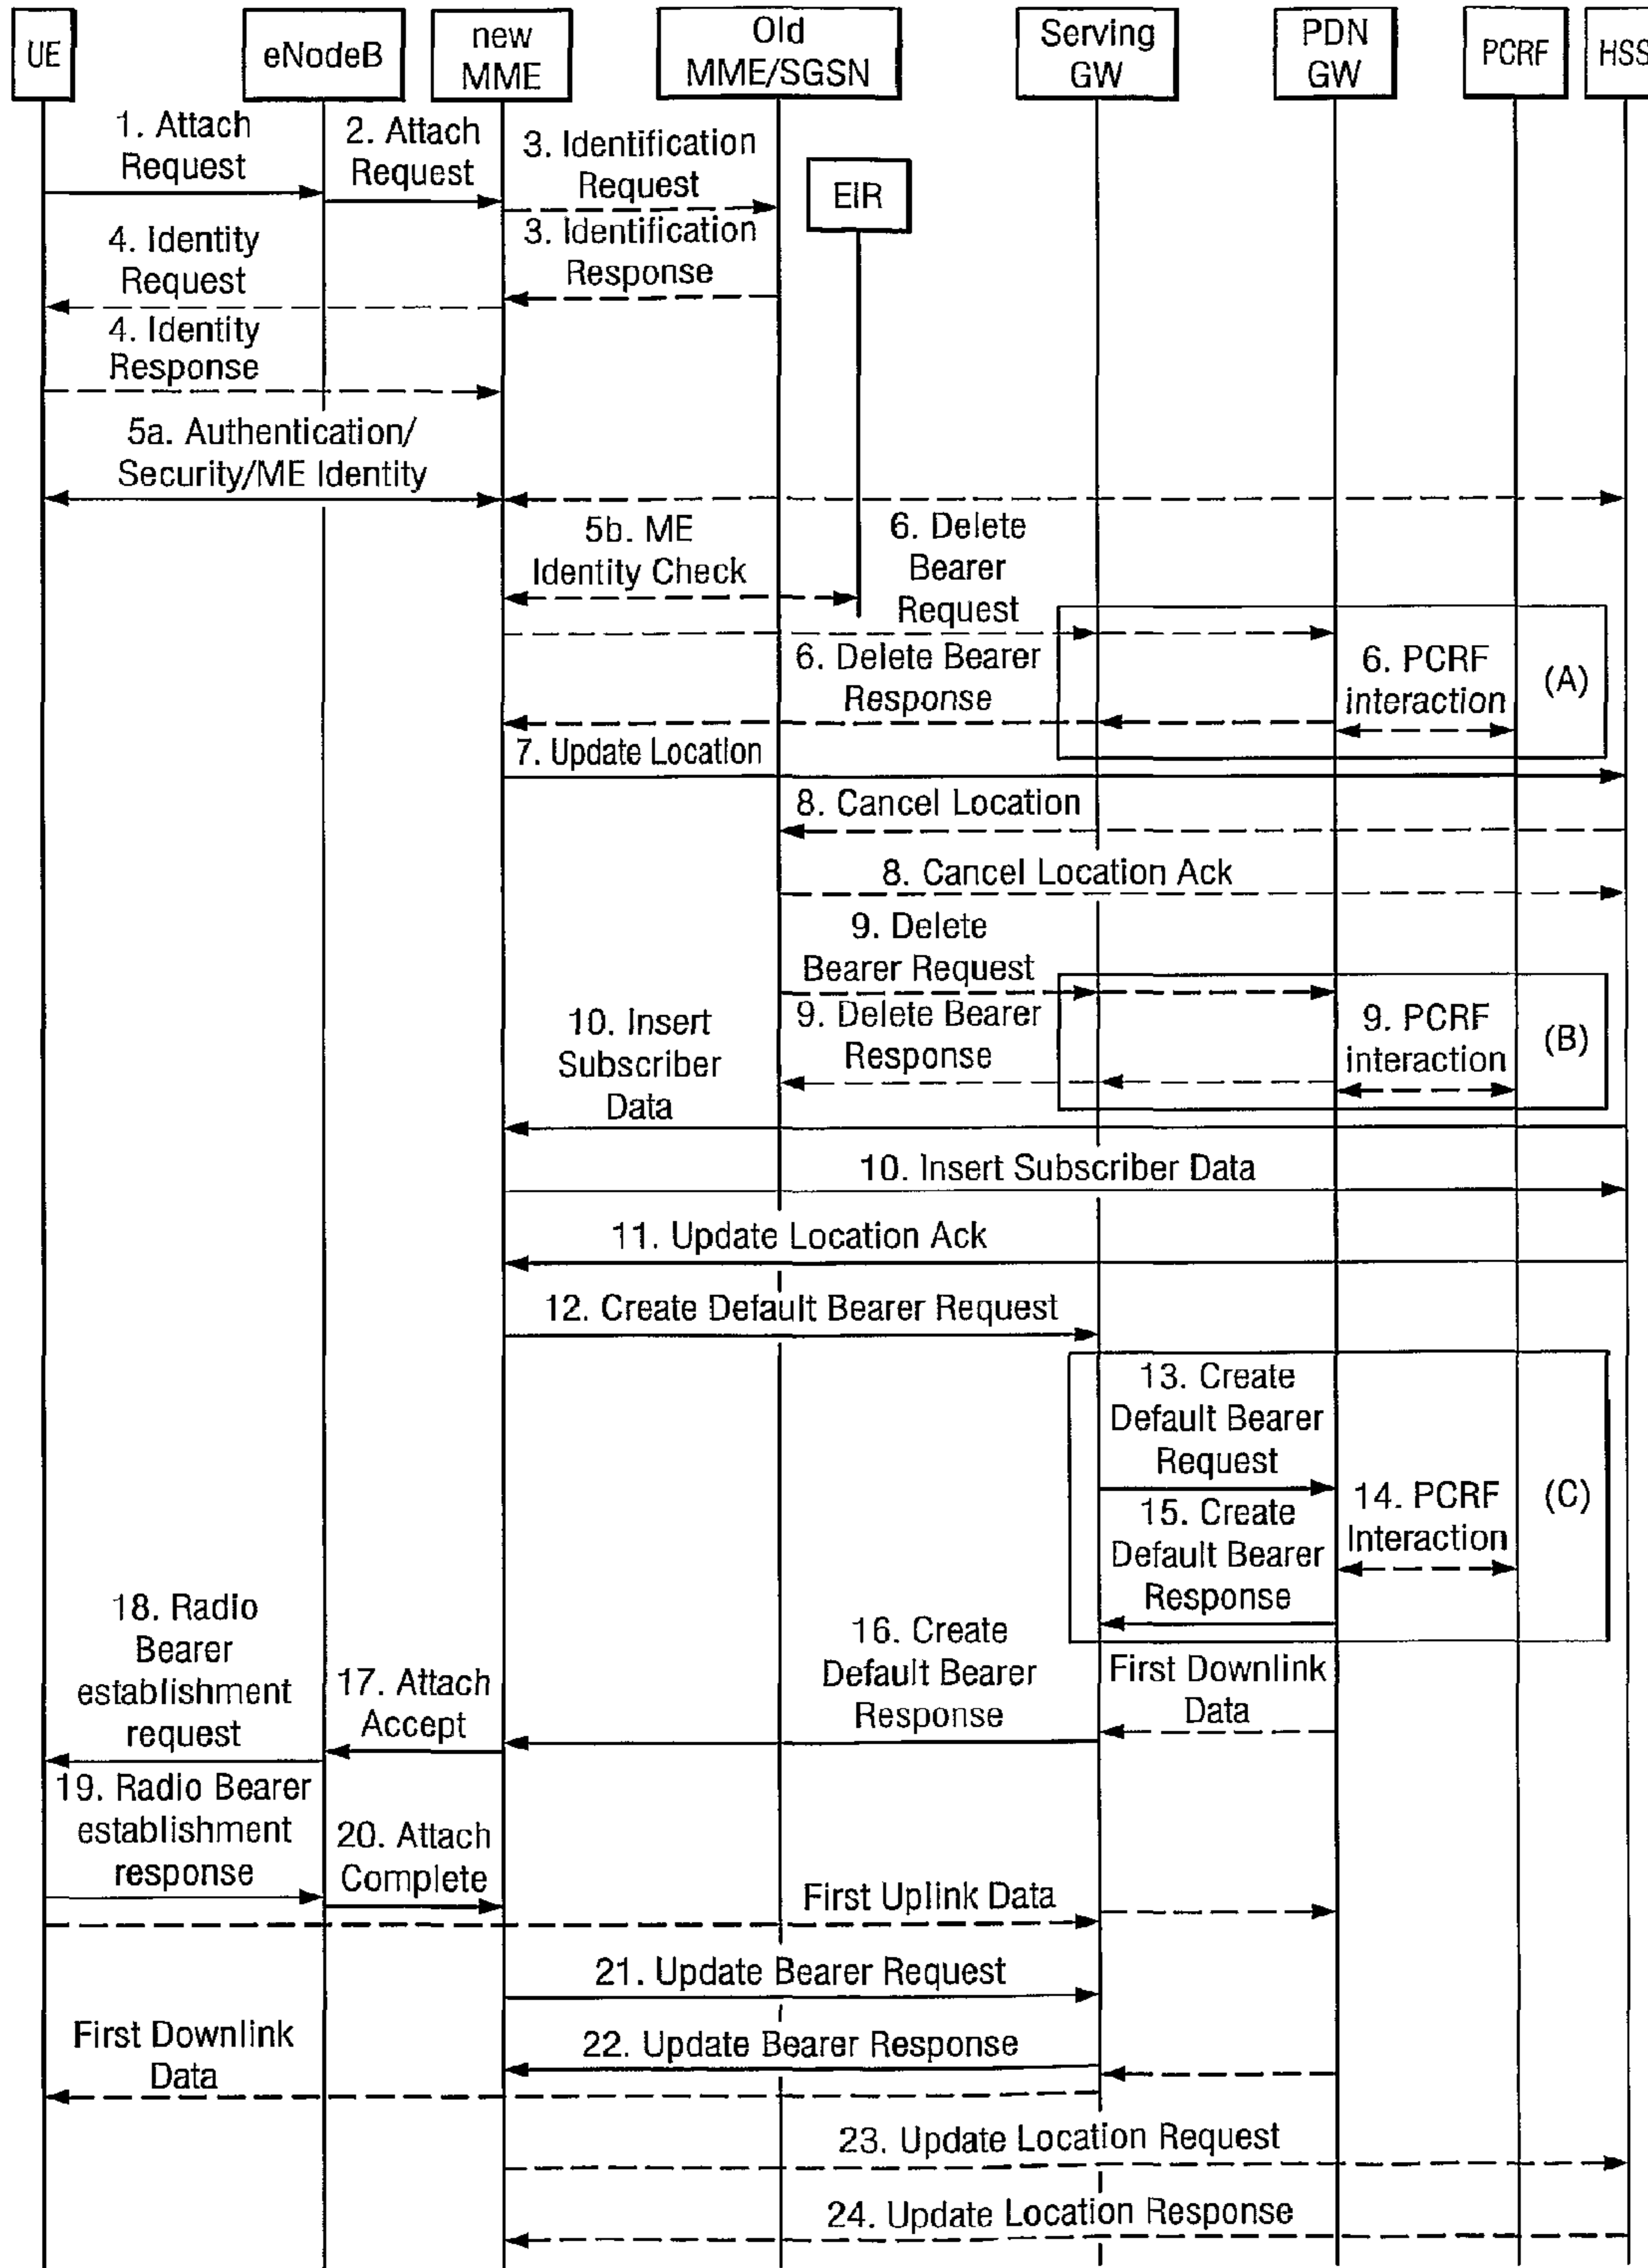 UE
eNodeB
new
MME
Old
MME/SGSN
Serving
GW
PDN
GW
PCRF
HSS
EIR
1. Attach
Request
2. Attach
Request
3. Identification
Request
3. Identification
Response
4. Identity
Request
4. Identity
Response
5a. Authentication/
Security/ME Identity
5b. ME
Identity Check
6. Delete
Bearer
Request
6. Delete Bearer
Response
6. PCRF
interaction
(A)
7. Update Location
8. Cancel Location
8. Cancel Location Ack
9. Delete
Bearer Request
9. Delete Bearer
Response
9. PCRF
interaction
(B)
10. Insert
Subscriber
Data
10. Insert Subscriber Data
11. Update Location Ack
12. Create Default Bearer Request
13. Create
Default Bearer
Request
14. PCRF
Interaction
(C)
15. Create
Default Bearer
Response
16. Create
Default Bearer
Response
First Downlink
Data
17. Attach
Accept
18. Radio
Bearer
establishment
request
19. Radio Bearer
establishment
response
20. Attach
Complete
First Uplink Data
21. Update Bearer Request
22. Update Bearer Response
First Downlink
Data
23. Update Location Request
24. Update Location Response